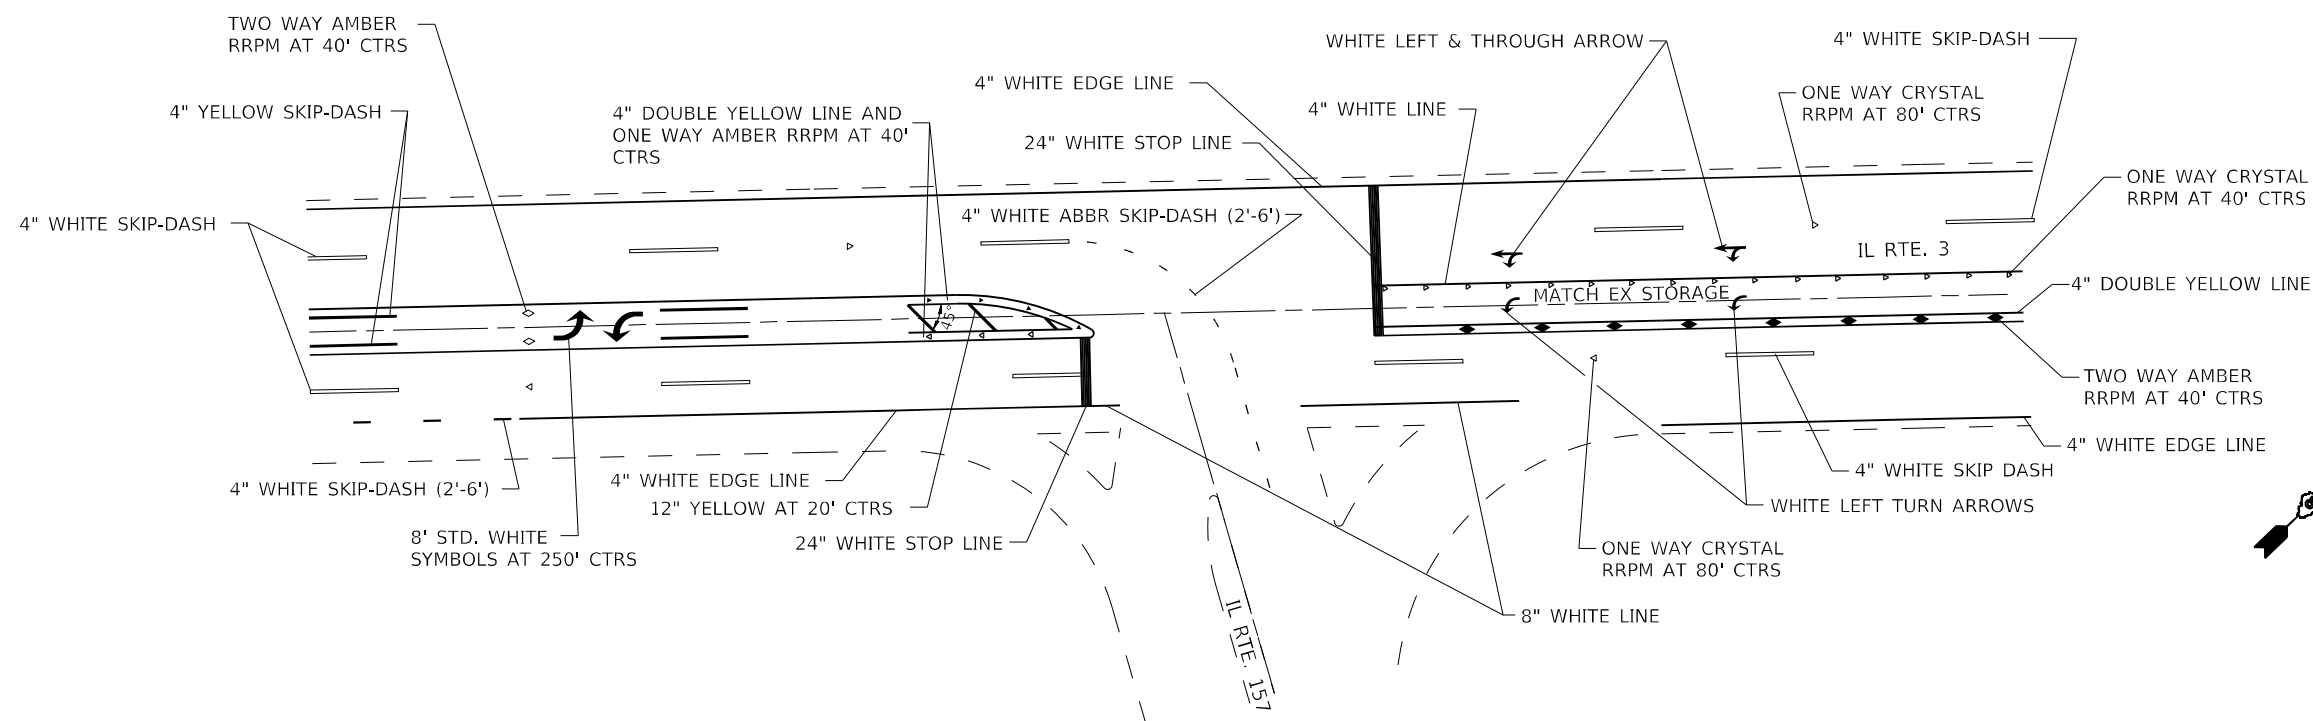 TWO WAY AMBER
RRPM AT 40' CTRS
4" YELLOW SKIP-DASH
4" WHITE SKIP-DASH
4" DOUBLE YELLOW LINE AND
ONE WAY AMBER RRPM AT 40'
CTRS
4" WHITE EDGE LINE
24" WHITE STOP LINE
4" WHITE ABBR SKIP-DASH (2'-6')
WHITE LEFT & THROUGH ARROW
4" WHITE LINE
4" WHITE SKIP-DASH
ONE WAY CRYSTAL
RRPM AT 80' CTRS
ONE WAY CRYSTAL
RRPM AT 40' CTRS
IL RTE. 3
4" DOUBLE YELLOW LINE
MATCH EX STORAGE
45°
TWO WAY AMBER
RRPM AT 40' CTRS
4" WHITE EDGE LINE
4" WHITE SKIP DASH
WHITE LEFT TURN ARROWS
ONE WAY CRYSTAL
RRPM AT 80' CTRS
8" WHITE LINE
4" WHITE SKIP-DASH (2'-6')
8' STD. WHITE
SYMBOLS AT 250' CTRS
4" WHITE EDGE LINE
12" YELLOW AT 20' CTRS
24" WHITE STOP LINE
IL RTE. 157